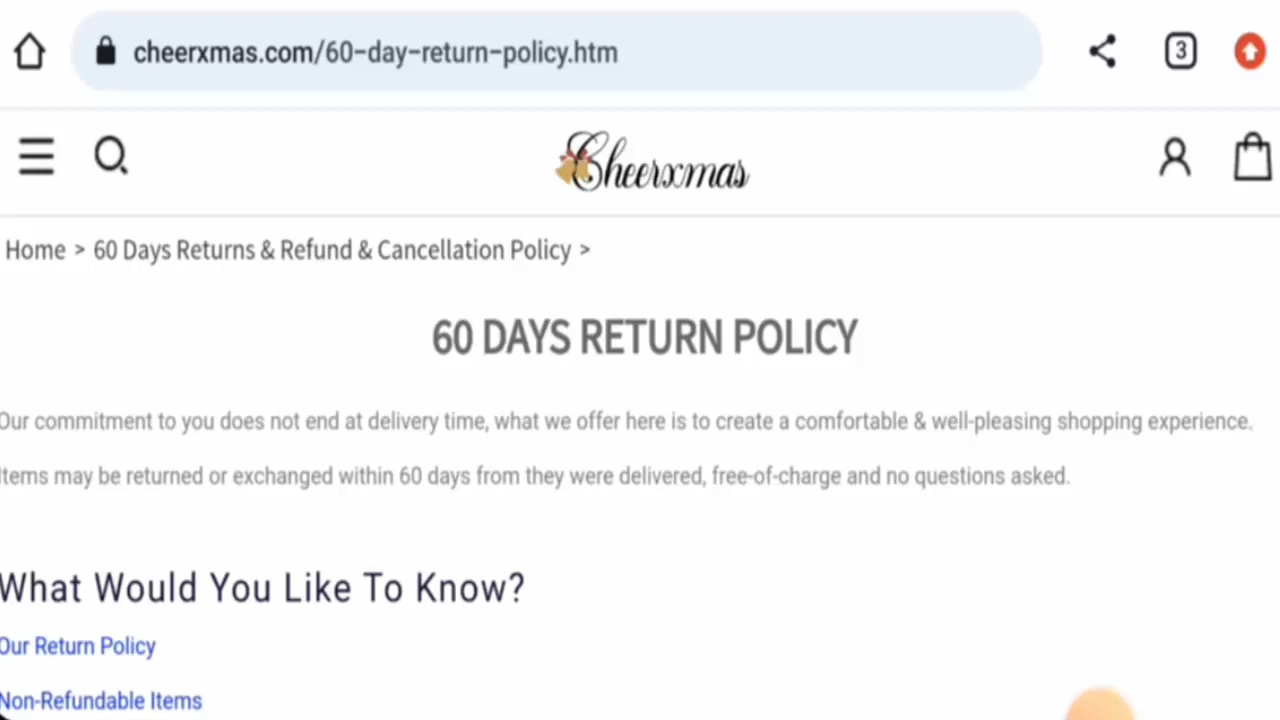 cheerxmas.com/60-day-return-policy.htm
3
Cheerxmas
Home > 60 Days Returns & Refund & Cancellation Policy >
60 DAYS RETURN POLICY
Our commitment to you does not end at delivery time, what we offer here is to create a comfortable & well-pleasing shopping experience.
Items may be returned or exchanged within 60 days from they were delivered, free-of-charge and no questions asked.
What Would You Like To Know?
Our Return Policy
Non-Refundable Items